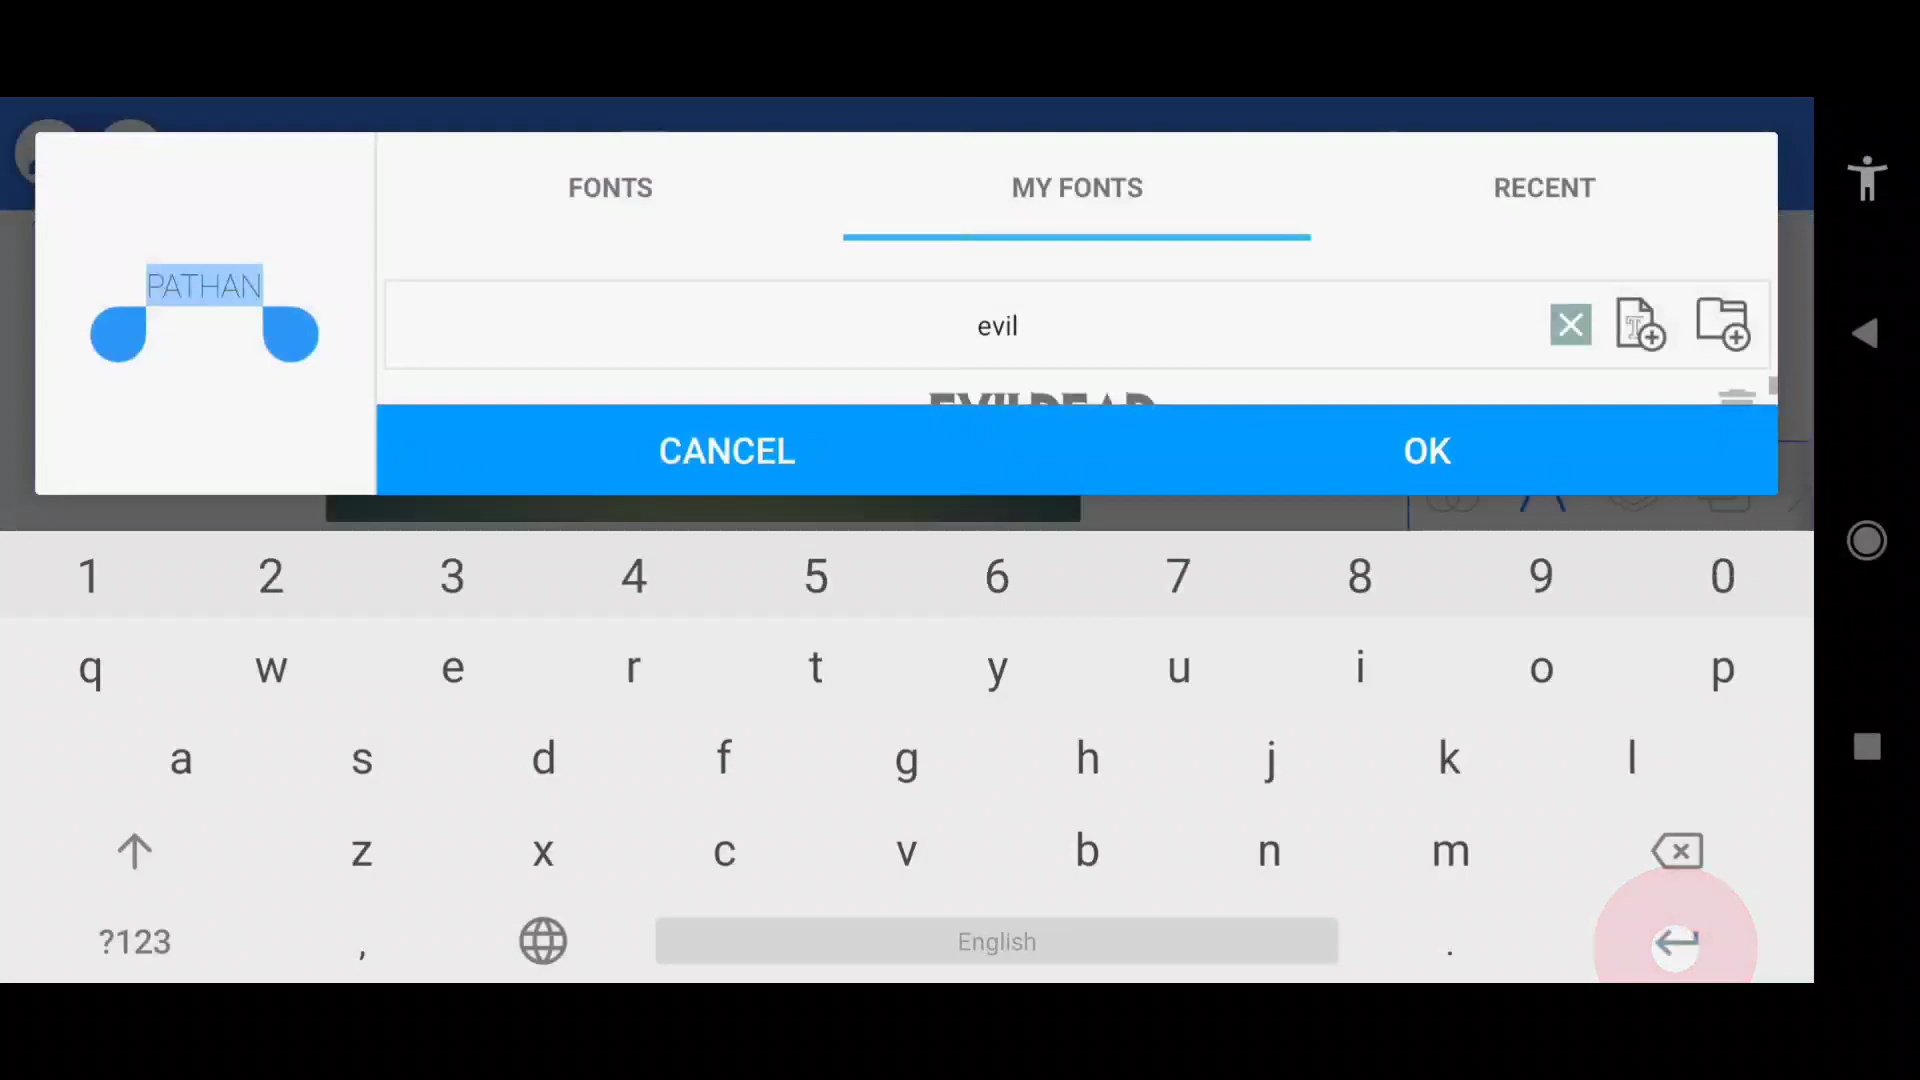 FONTS MY FONTS RECENT
PATHAN
evil
EVILDEAD
CANCEL OK
1 2 3 4 5 6 7 8 9 0
q w e r t y u i o p
a s d f g h j k l
z x c v b n m
?123 , English .